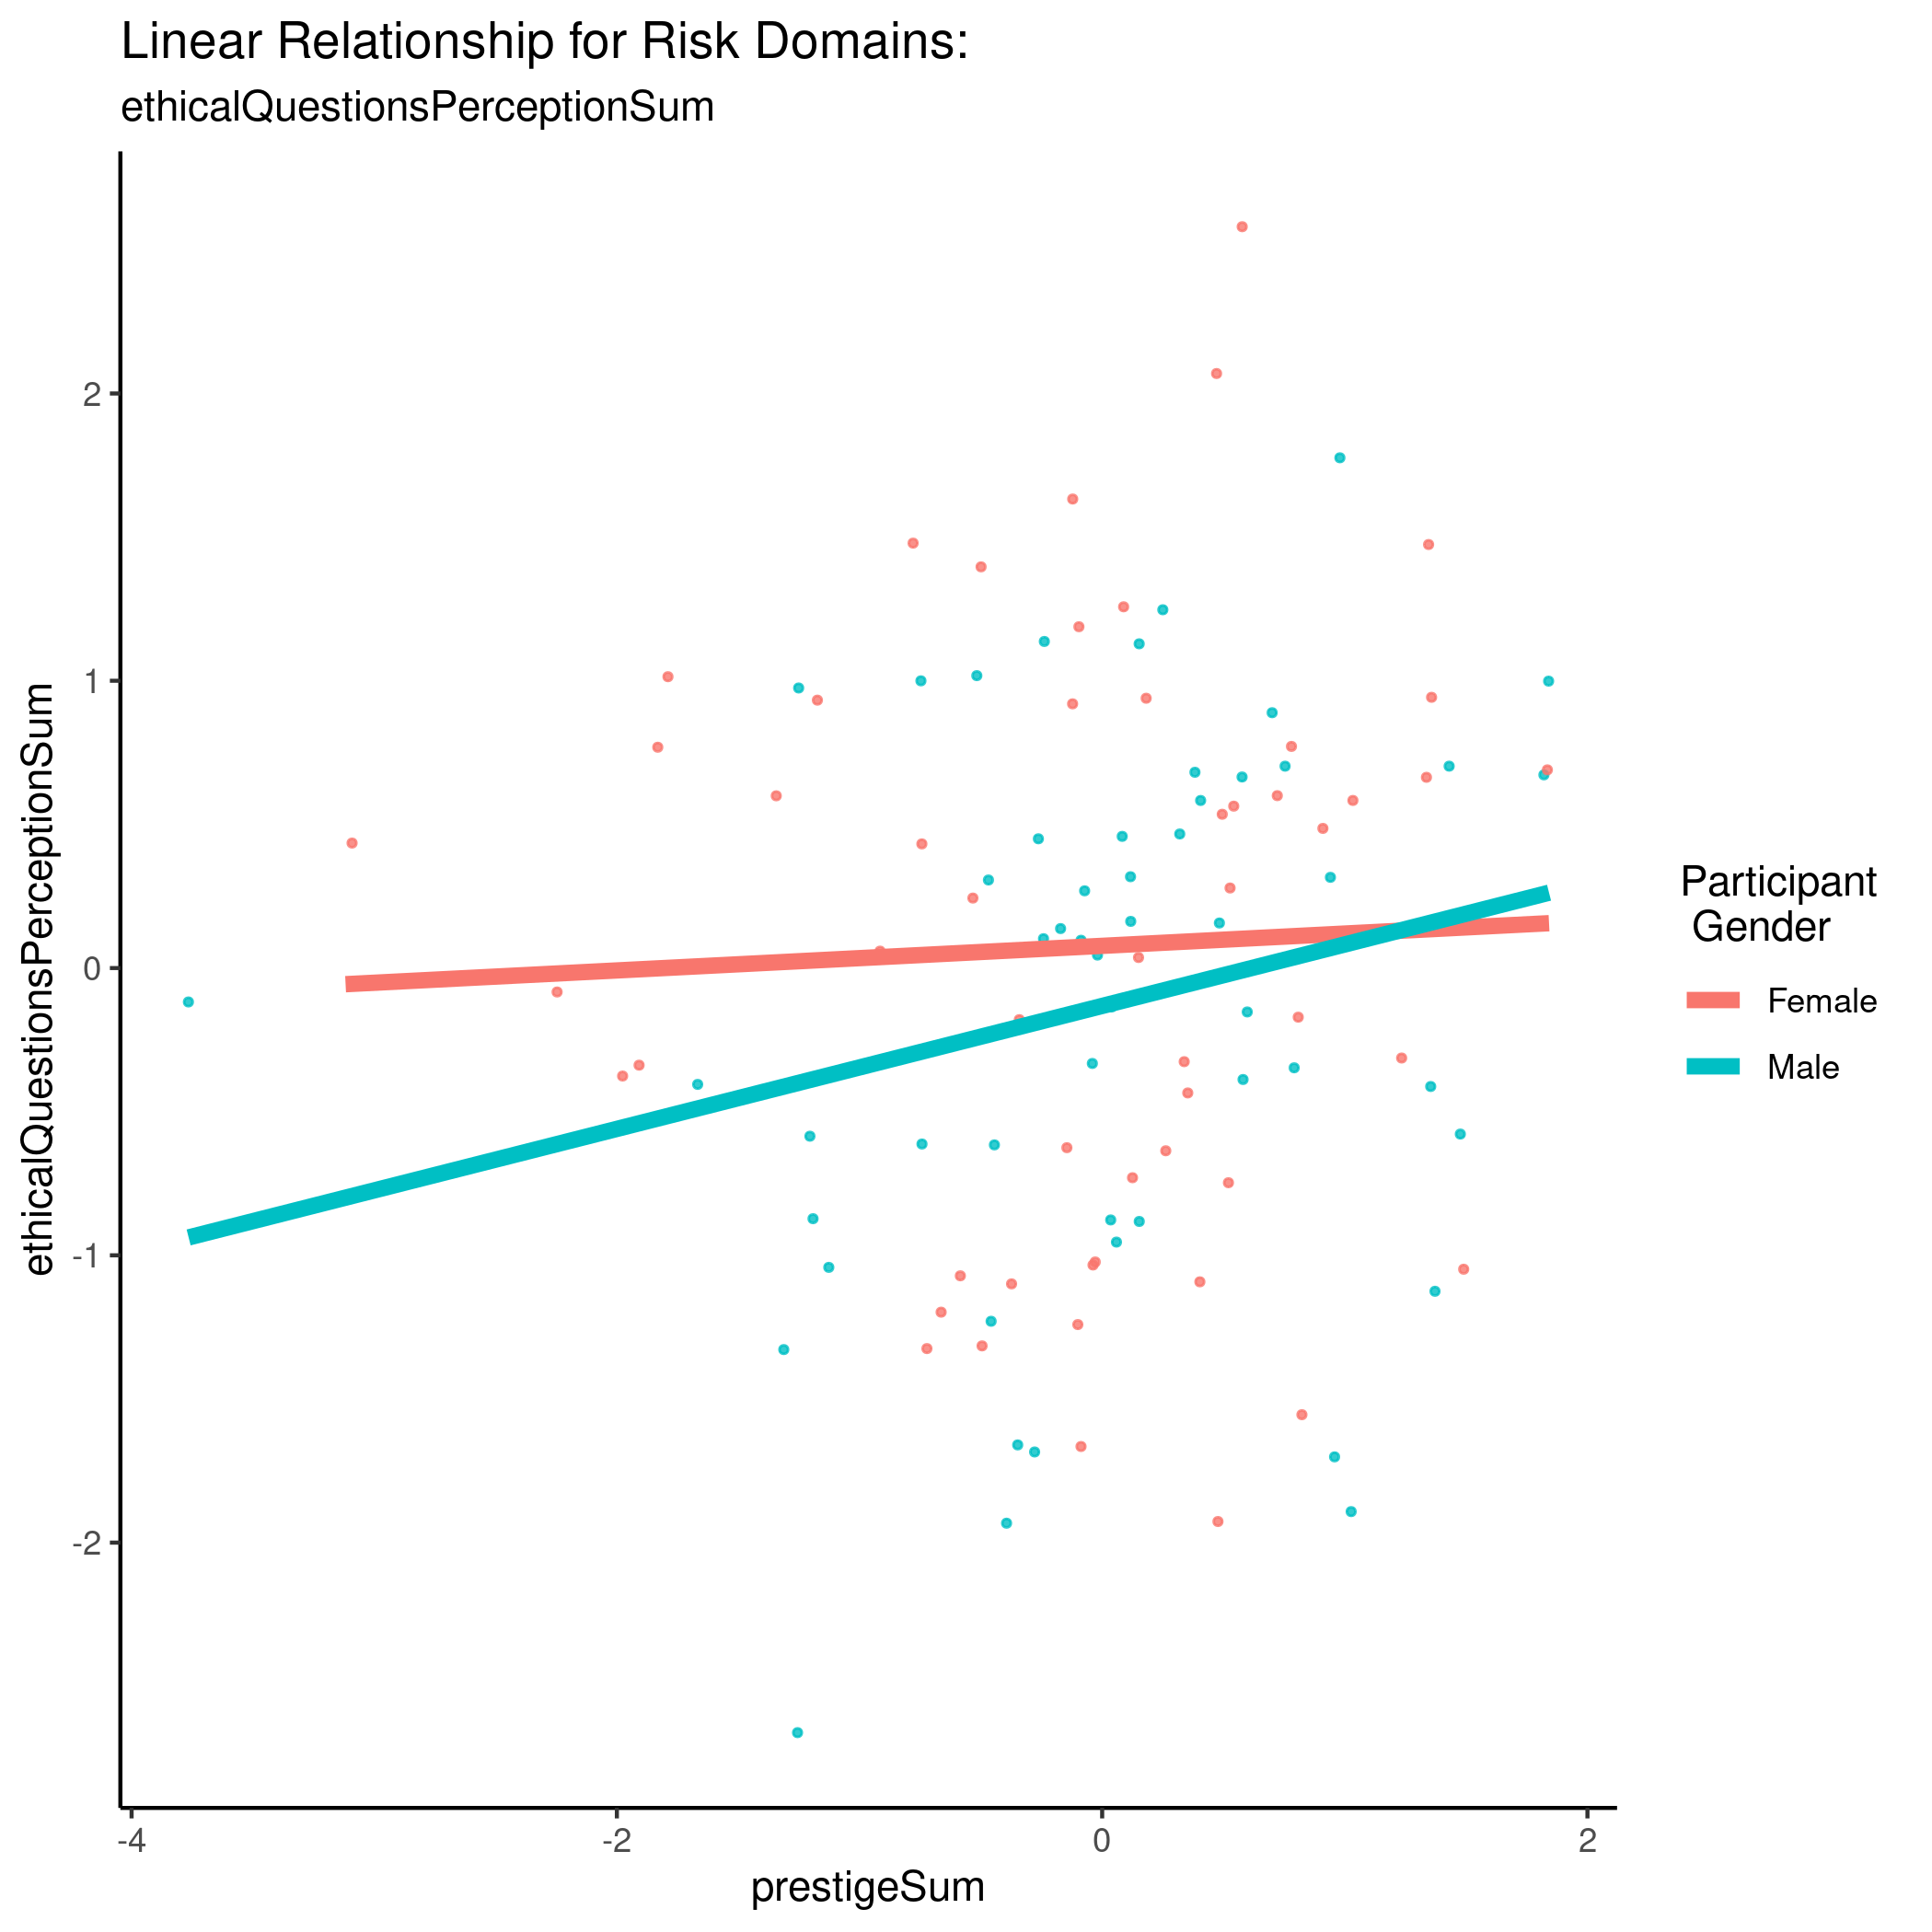 Linear Relationship for Risk Domains:
ethicalQuestionsPerceptionSum
ethicalQuestionsPerceptionSum
2
1
0
-1
-2
-4
-2
0
2
prestigeSum
Participant
Gender
Female
Male